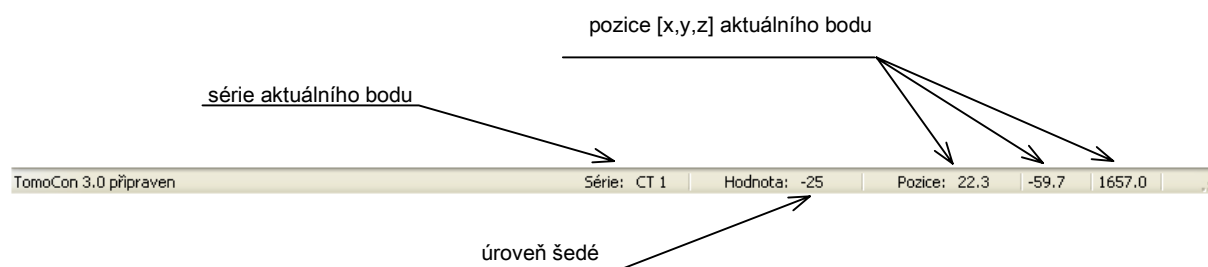 pozice [x,y,z] aktuálního bodu
série aktuálního bodu
TomoCon 3.0 připraven Série: CT 1 Hodnota: -25 Pozice: 22.3 -59.7 1657.0
úroveň šedé